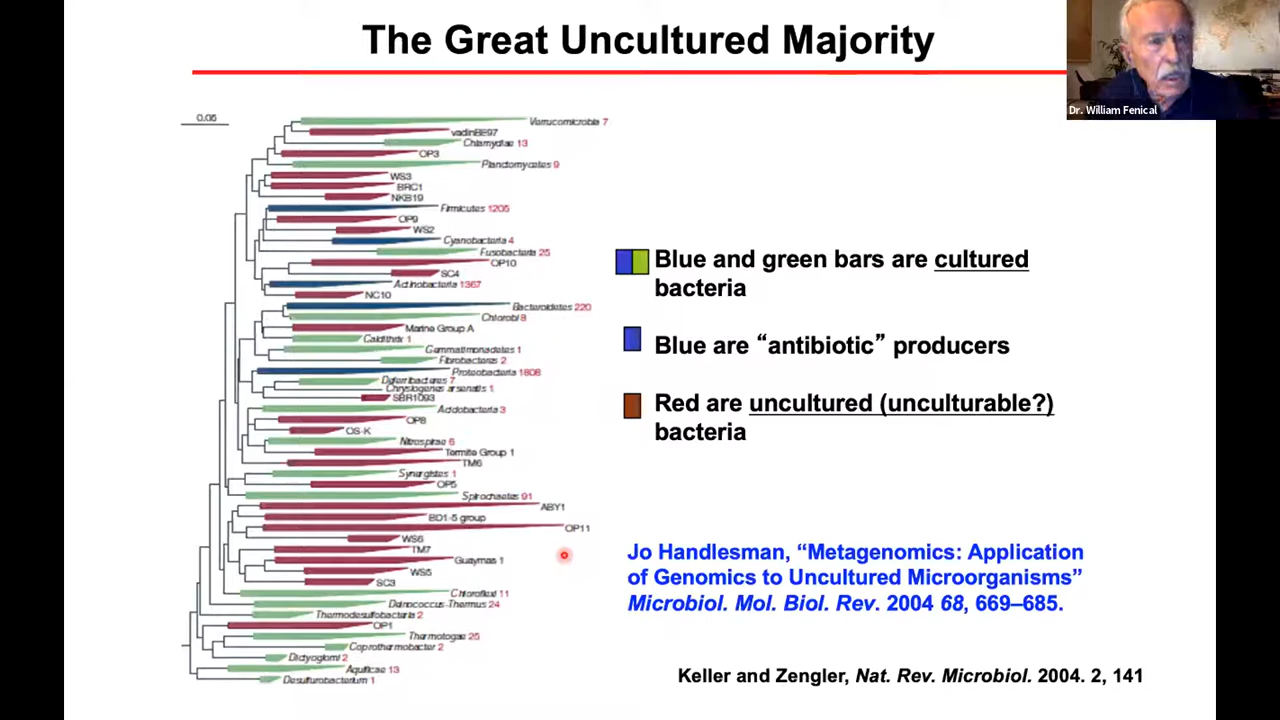 The Great Uncultured Majority
Dr. William Fenical
0.05
Verrucomicrobia 7
vadinBE97
Chlamydiae 13
OP3
Planctomycetes 9
WS3
BRC1
NKB19
Firmicutes 1205
OP9
WS2
Cyanobacteria 4
Fusobacteria 25
OP10
SC4
Actinobacteria 1367
NC10
Bacteroidetes 220
Chlorobi 8
Marine Group A
Caldithrix 1
Gemmatimonadetes 1
Fibrobacteres 2
Proteobacteria 1808
Deferribacteres 7
Chrysiogenes arsenatis 1
SBR1093
Acidobacteria 3
OP8
OS-K
Nitrospirae 6
Termite Group 1
TM6
Synergistes 1
OP5
Spirochaetes 91
ABY1
BD1-5 group
OP11
WS6
TM7
Guaymas 1
WS5
SC3
Chloroflexi 11
Deinococcus-Thermus 24
Thermodesulfobacteria 2
OP1
Thermotogae 25
Coprothermobacter 2
Dictyoglomi 2
Aquificae 13
Desulfurobacterium 1
Blue and green bars are cultured
bacteria
Blue are “antibiotic” producers
Red are uncultured (unculturable?)
bacteria
Jo Handlesman, “Metagenomics: Application
of Genomics to Uncultured Microorganisms”
Microbiol. Mol. Biol. Rev. 2004 68, 669–685.
Keller and Zengler, Nat. Rev. Microbiol. 2004. 2, 141